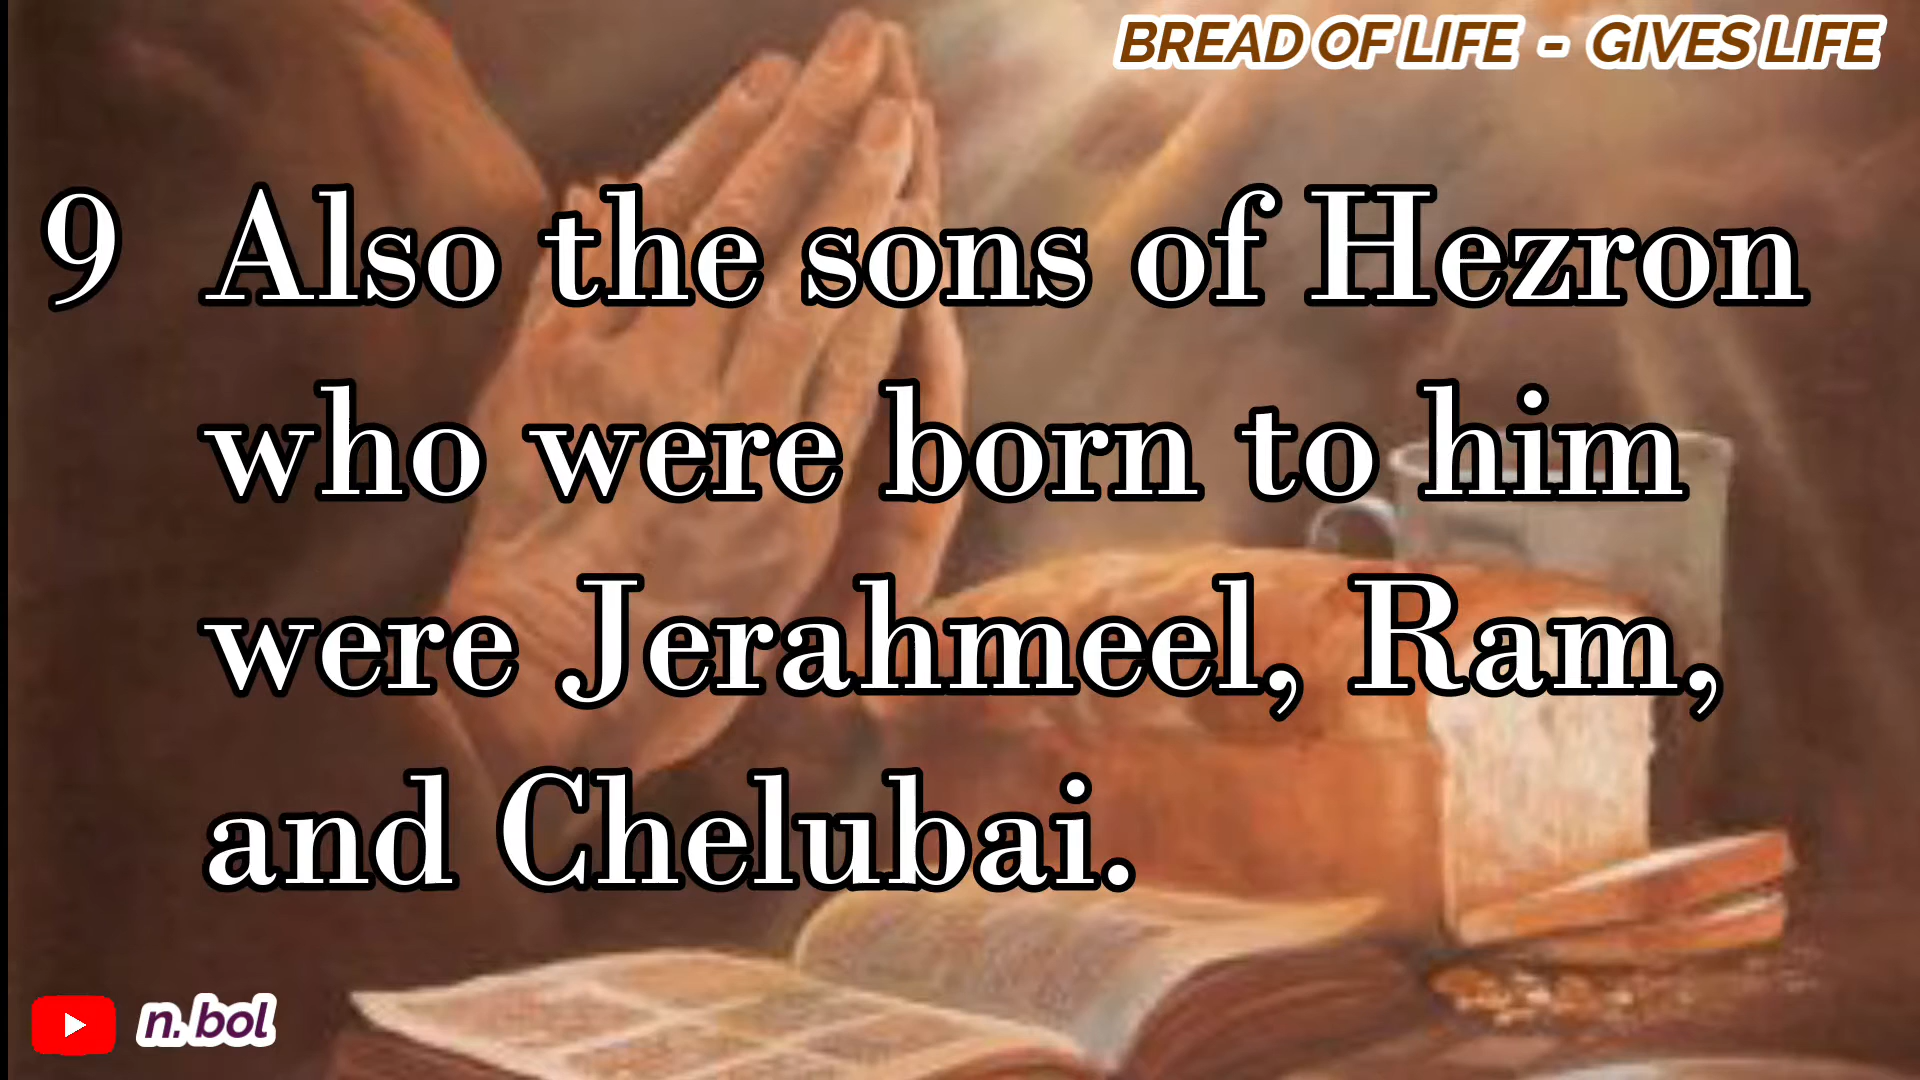 BREAD OF LIFE - GIVES LIFE
9 Also the sons of Hezron
who were born to him
were Jerahmeel, Ram,
and Chelubai.
n. bol